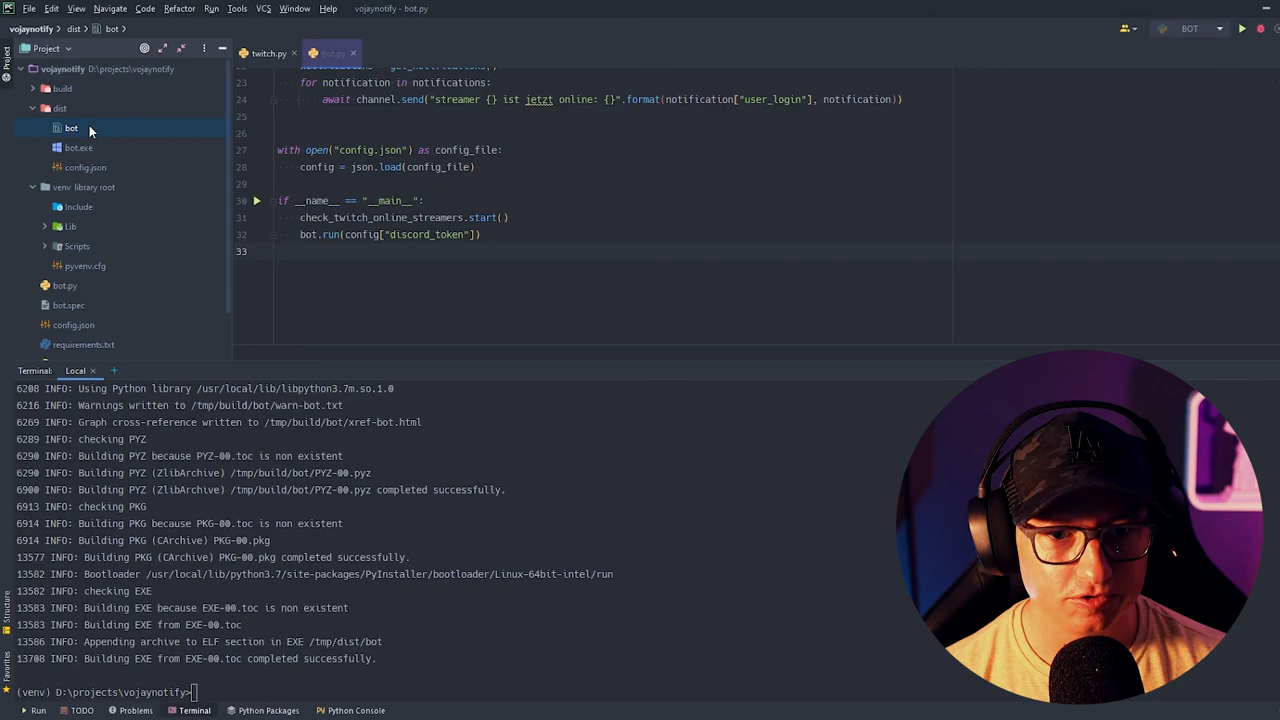 PC File Edit View Navigate Code Refactor Run Tools VCS Window Help vojaynotify - bot.py
vojaynotify dist bot
BOT
Project
vojaynotify D:\projects\vojaynotify
build
dist
bot
bot.exe
config.json
venv library root
Include
Lib
Scripts
pyvenv.cfg
bot.py
bot.spec
config.json
requirements.txt
Project
Structure
Favorites
twitch.py bot.py
23 for notification in notifications:
24 await channel.send("streamer {} ist jetzt online: {}".format(notification["user_login"], notification))
25
26
27 with open("config.json") as config_file:
28 config = json.load(config_file)
29
30 if __name__ == "__main__":
31 check_twitch_online_streamers.start()
32 bot.run(config["discord_token"])
33
Terminal: Local
6208 INFO: Using Python library /usr/local/lib/libpython3.7m.so.1.0
6216 INFO: Warnings written to /tmp/build/bot/warn-bot.txt
6269 INFO: Graph cross-reference written to /tmp/build/bot/xref-bot.html
6289 INFO: checking PYZ
6290 INFO: Building PYZ because PYZ-00.toc is non existent
6290 INFO: Building PYZ (ZlibArchive) /tmp/build/bot/PYZ-00.pyz
6900 INFO: Building PYZ (ZlibArchive) /tmp/build/bot/PYZ-00.pyz completed successfully.
6913 INFO: checking PKG
6914 INFO: Building PKG because PKG-00.toc is non existent
6914 INFO: Building PKG (CArchive) PKG-00.pkg
13577 INFO: Building PKG (CArchive) PKG-00.pkg completed successfully.
13582 INFO: Bootloader /usr/local/lib/python3.7/site-packages/PyInstaller/bootloader/Linux-64bit-intel/run
13582 INFO: checking EXE
13583 INFO: Building EXE because EXE-00.toc is non existent
13583 INFO: Building EXE from EXE-00.toc
13586 INFO: Appending archive to ELF section in EXE /tmp/dist/bot
13708 INFO: Building EXE from EXE-00.toc completed successfully.
(venv) D:\projects\vojaynotify>
Run TODO Problems Terminal Python Packages Python Console